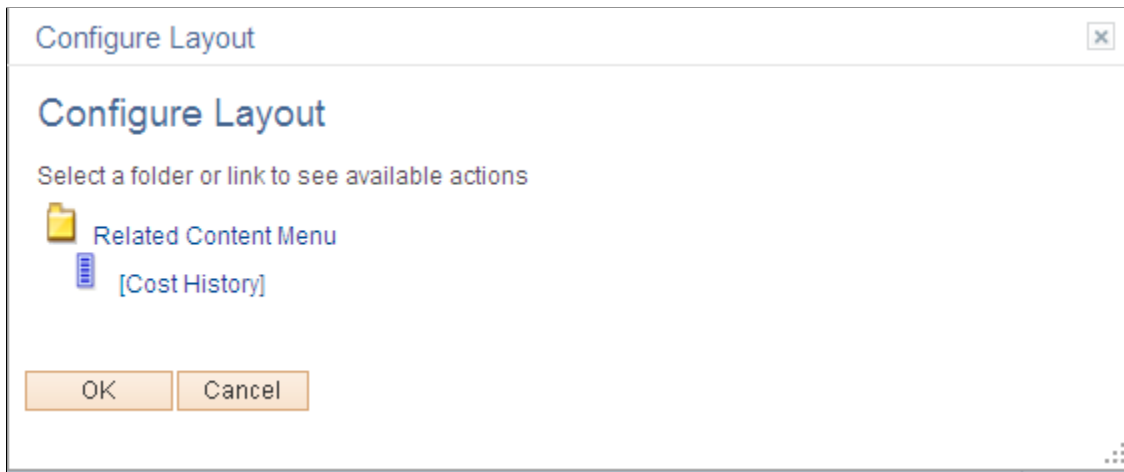 Configure Layout
Configure Layout
Select a folder or link to see available actions
Related Content Menu
[Cost History]
OK Cancel